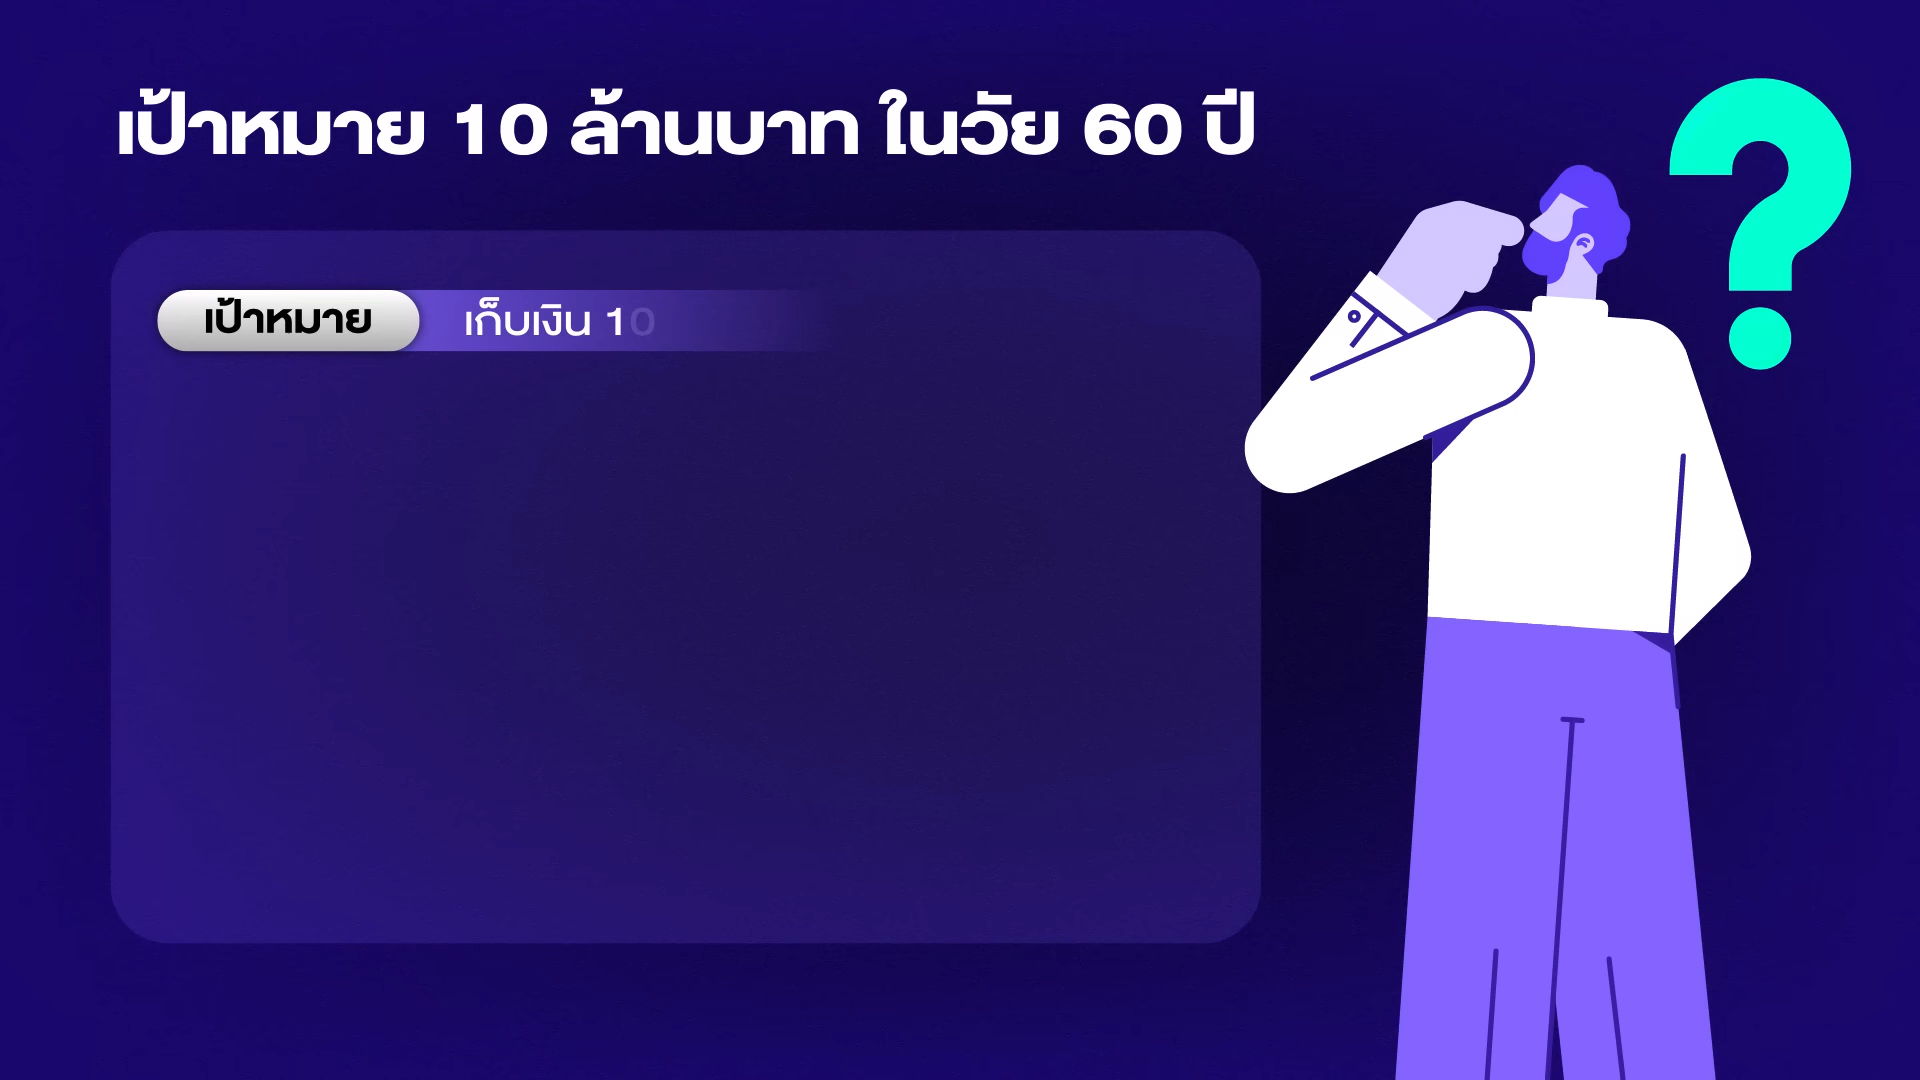 เป้าหมาย 10 ล้านบาท ในวัย 60 ปี
เป้าหมาย เก็บเงิน 10
?